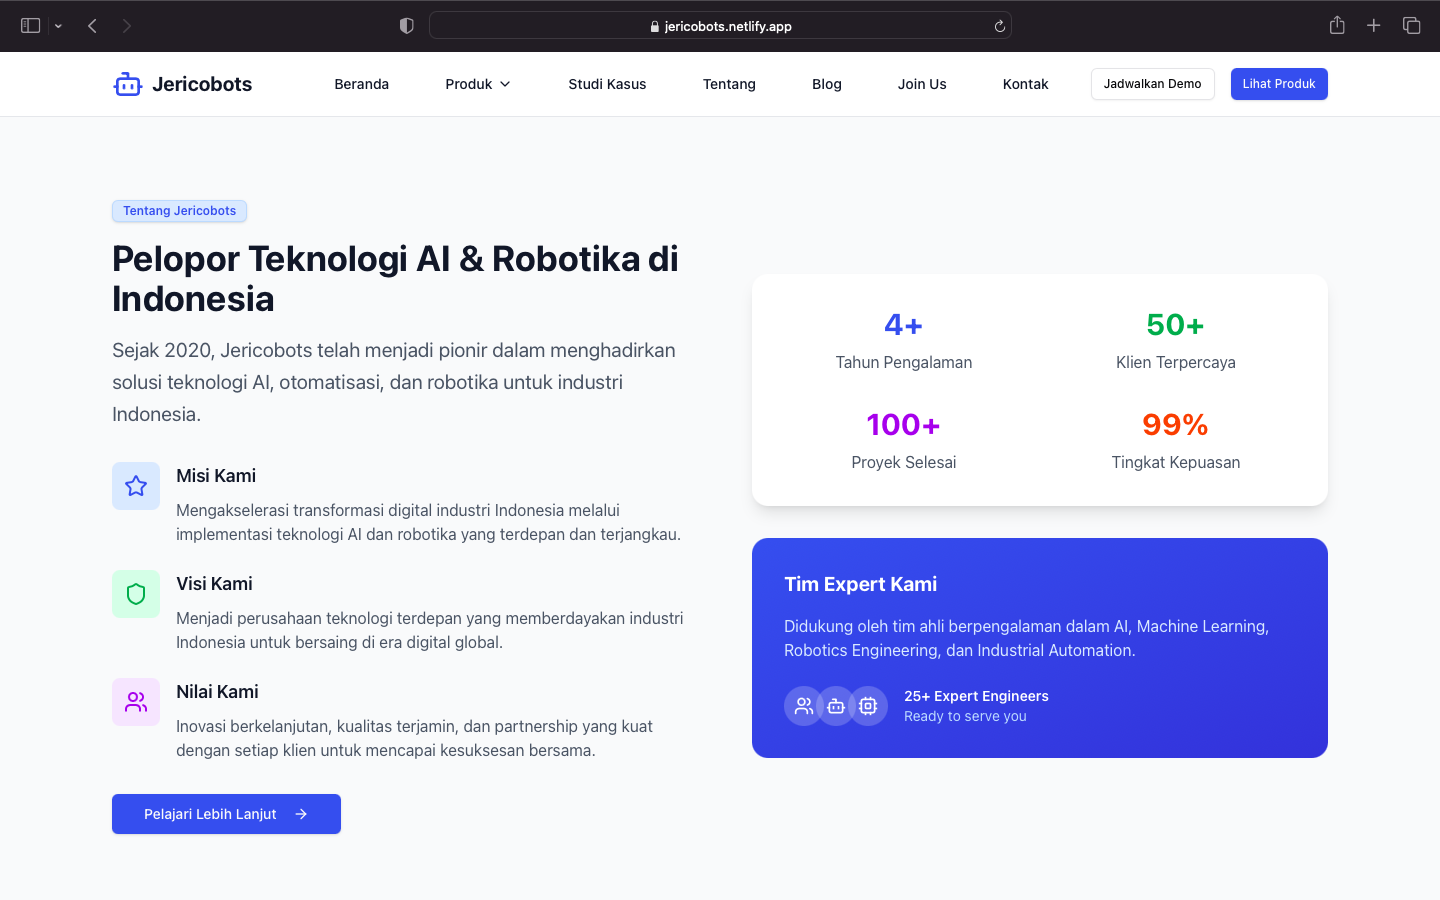 jericobots.netlify.app
Jericobots
Beranda
Produk
Studi Kasus
Tentang
Blog
Join Us
Kontak
Jadwalkan Demo
Lihat Produk
Tentang Jericobots
Pelopor Teknologi AI & Robotika di
Indonesia
Sejak 2020, Jericobots telah menjadi pionir dalam menghadirkan
solusi teknologi AI, otomatisasi, dan robotika untuk industri
Indonesia.
Misi Kami
Mengakselerasi transformasi digital industri Indonesia melalui
implementasi teknologi AI dan robotika yang terdepan dan terjangkau.
Visi Kami
Menjadi perusahaan teknologi terdepan yang memberdayakan industri
Indonesia untuk bersaing di era digital global.
Nilai Kami
Inovasi berkelanjutan, kualitas terjamin, dan partnership yang kuat
dengan setiap klien untuk mencapai kesuksesan bersama.
Pelajari Lebih Lanjut
4+
Tahun Pengalaman
50+
Klien Terpercaya
100+
Proyek Selesai
99%
Tingkat Kepuasan
Tim Expert Kami
Didukung oleh tim ahli berpengalaman dalam AI, Machine Learning,
Robotics Engineering, dan Industrial Automation.
25+ Expert Engineers
Ready to serve you